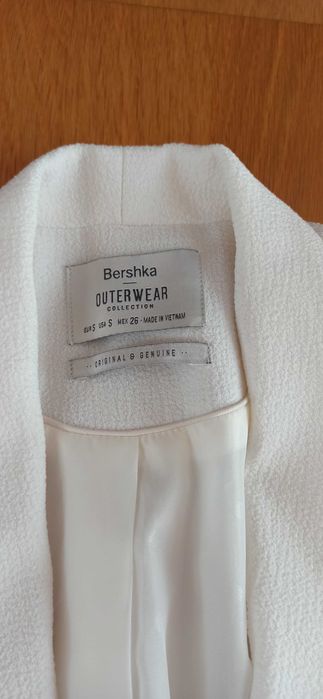 Bershka
OUTERWEAR
COLLECTION
EUR S USA S MEX 26 · MADE IN VIETNAM
·· ORIGINAL & GENUINE ··